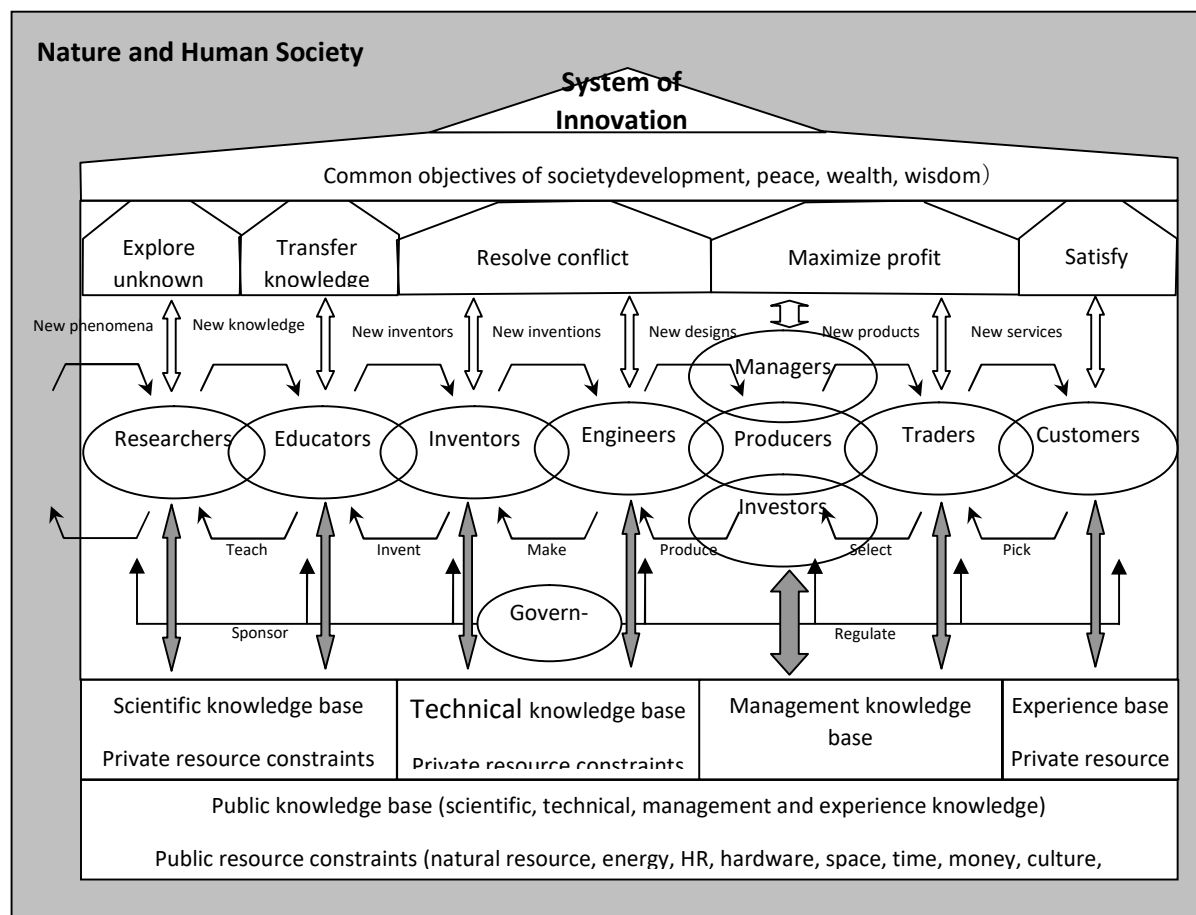 Nature and Human Society
System of
Innovation
Common objectives of societydevelopment, peace, wealth, wisdom）
Explore
unknown
Transfer
knowledge
Resolve conflict
Maximize profit
Satisfy
New phenomena
New knowledge
New inventors
New inventions
New designs
New products
New services
Managers
Researchers
Educators
Inventors
Engineers
Producers
Traders
Customers
Investors
Teach
Invent
Make
Produce
Select
Pick
Govern-
Sponsor
Regulate
Scientific knowledge base
Private resource constraints
Technical knowledge base
Private resource constraints
Management knowledge
base
Experience base
Private resource
Public knowledge base (scientific, technical, management and experience knowledge)
Public resource constraints (natural resource, energy, HR, hardware, space, time, money, culture,